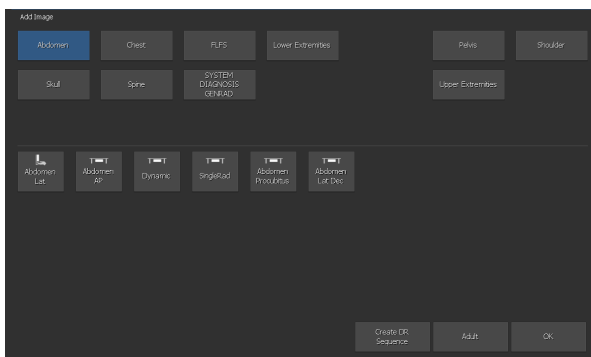 Add Image
Abdomen
Chest
FLFS
Lower Extremities
Pelvis
Shoulder
Skull
Spine
SYSTEM
DIAGNOSIS
GENRAD
Upper Extremities
Abdomen
Lat
Abdomen
AP
Dynamic
SingleRad
Abdomen
Procubitus
Abdomen
Lat Dec
Create DR
Sequence
Adult
OK